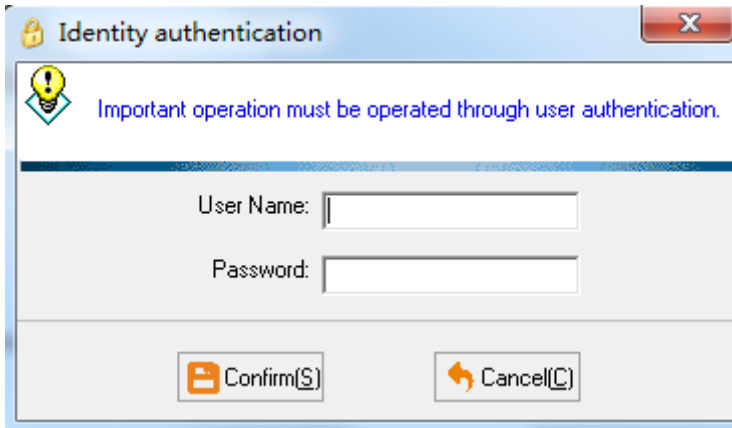 Identity authentication
Important operation must be operated through user authentication.
User Name:
Password:
Confirm(S)
Cancel(C)